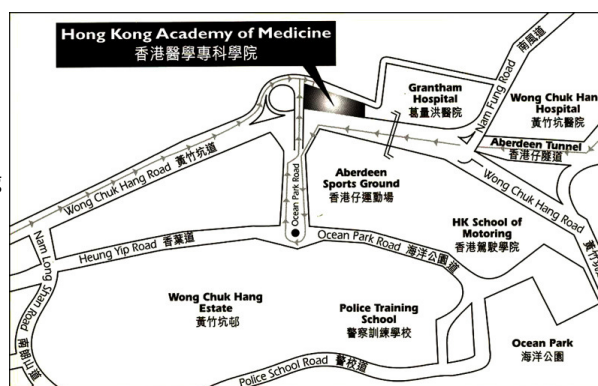 Hong Kong Academy of Medicine
香港醫學專科學院
南風道
Nam Fung Road
Grantham
Hospital
葛量洪醫院
Wong Chuk Han
Hospital
黃竹坑醫院
Aberdeen Tunnel
香港仔隧道
Wong Chuk Hang Road 黃竹坑道
Ocean Park Road
Aberdeen
Sports Ground
香港仔運動場
Wong Chuk Hang Road
黃竹坑道
HK School of
Motoring
香港駕駛學院
Nam Long Shan Road 南朗山道
Heung Yip Road 香葉道
Ocean Park Road 海洋公園道
Wong Chuk Hang
Estate
黃竹坑邨
Police Training
School
警察訓練學校
Ocean Park
海洋公園
Police School Road 警校道